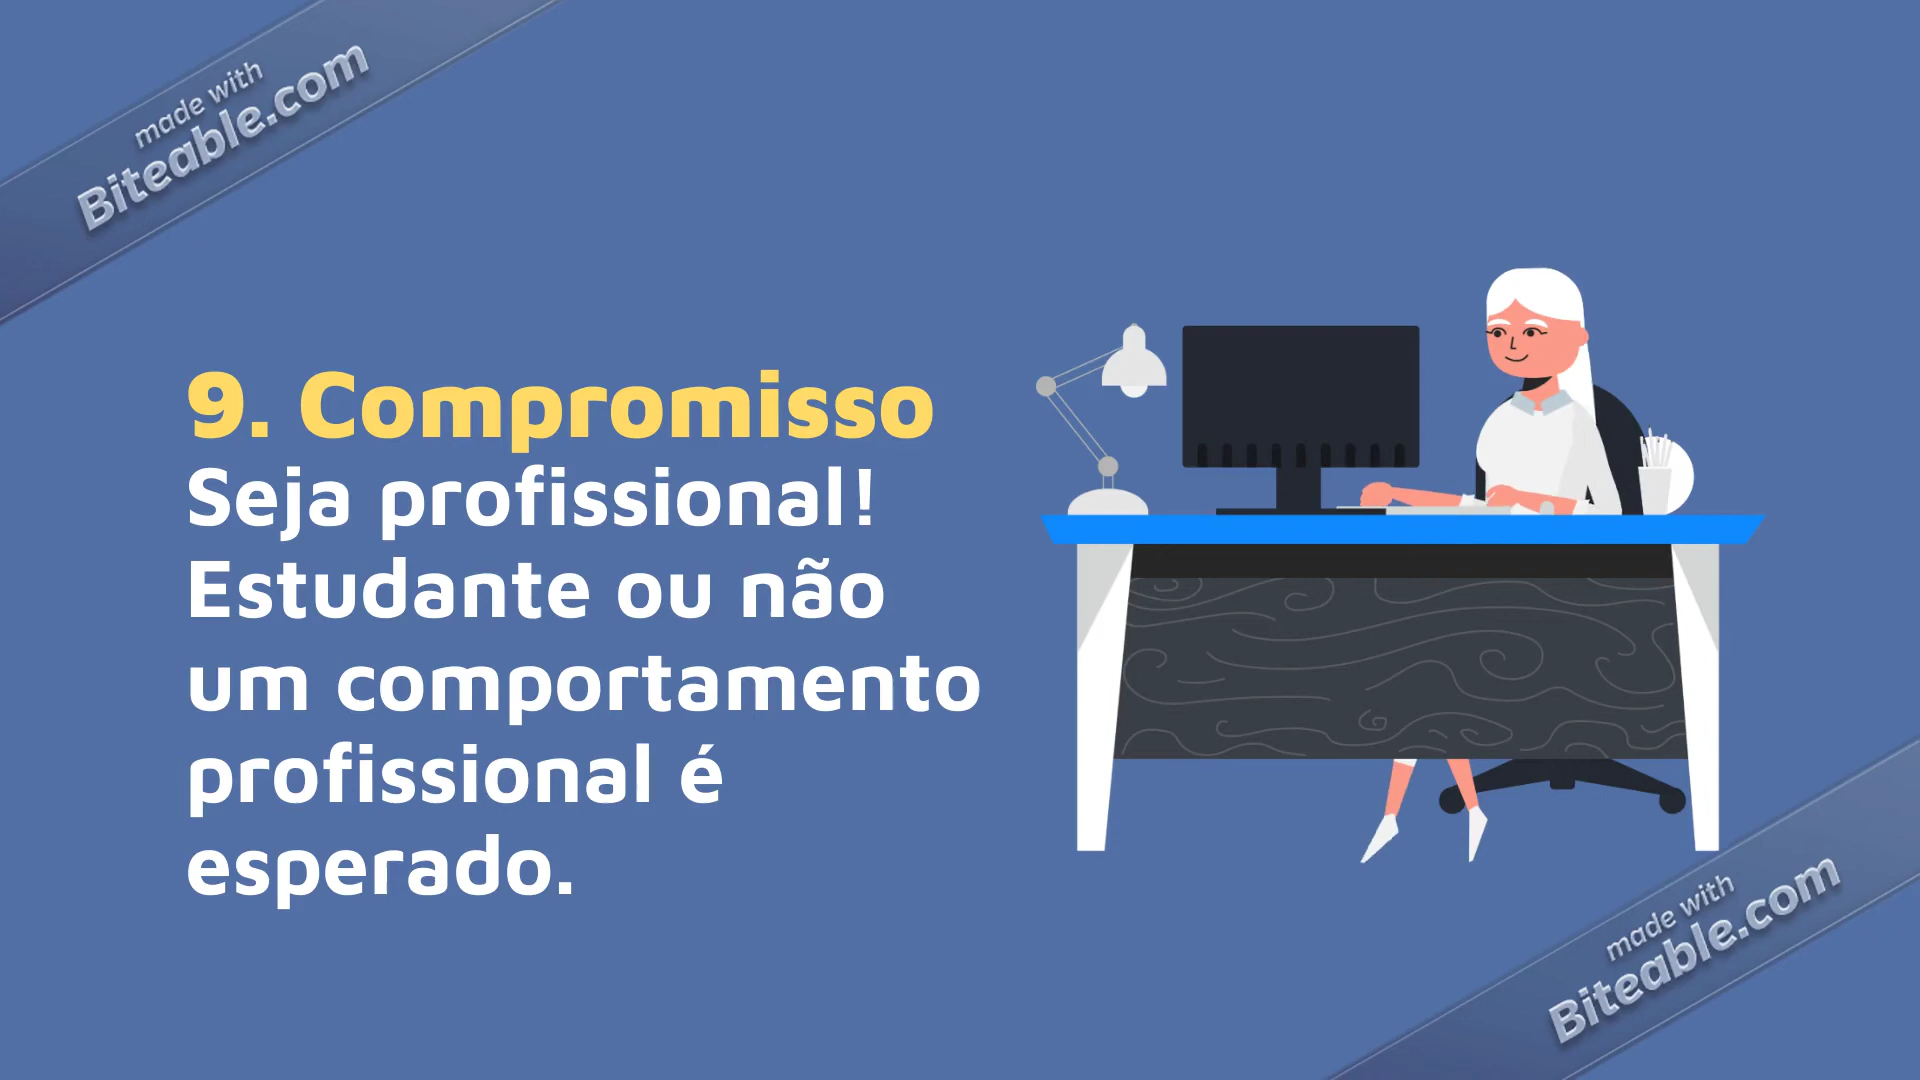 made with
Biteable.com
9. Compromisso
Seja profissional!
Estudante ou não
um comportamento
profissional é
esperado.
made with
Biteable.com